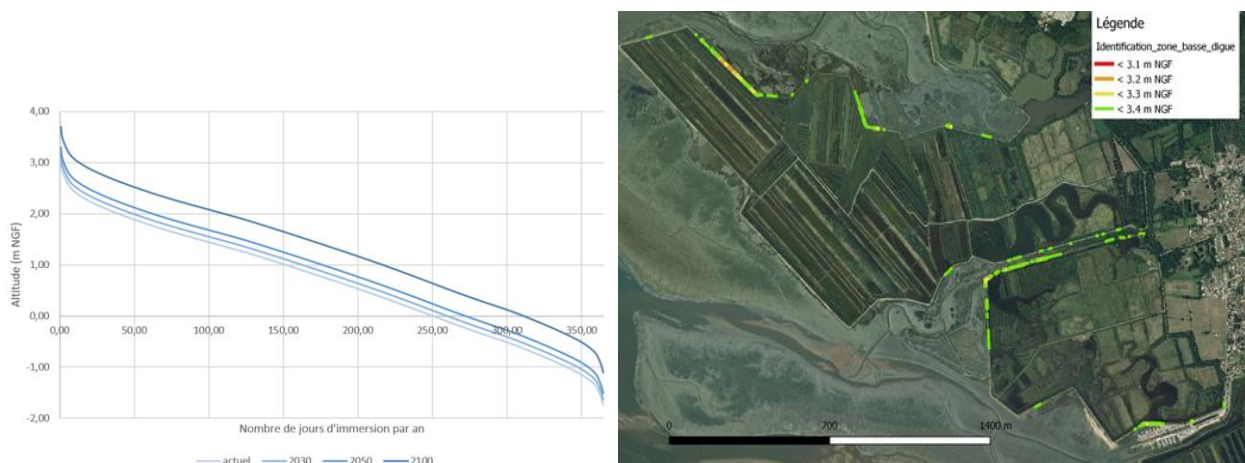 4,00
3,00
2,00
1,00
0,00
-1,00
-2,00
Altitude (m NGF)
0,00 50,00 100,00 150,00 200,00 250,00 300,00 350,00
Nombre de jours d'immersion par an
actuel 2030 2050 2100
Légende
Identification_zone_basse_digue
< 3.1 m NGF
< 3.2 m NGF
< 3.3 m NGF
< 3.4 m NGF
0 700 1400 m